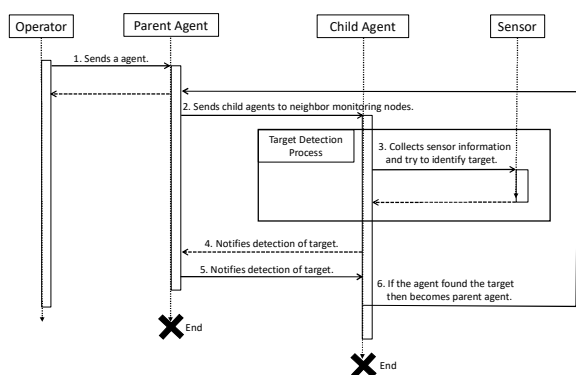 Operator
Parent Agent
Child Agent
Sensor
1. Sends a agent.
2. Sends child agents to neighbor monitoring nodes.
Target Detection
Process
3. Collects sensor information
and try to identify target.
4. Notifies detection of target.
5. Notifies detection of target.
6. If the agent found the target
then becomes parent agent.
End
End